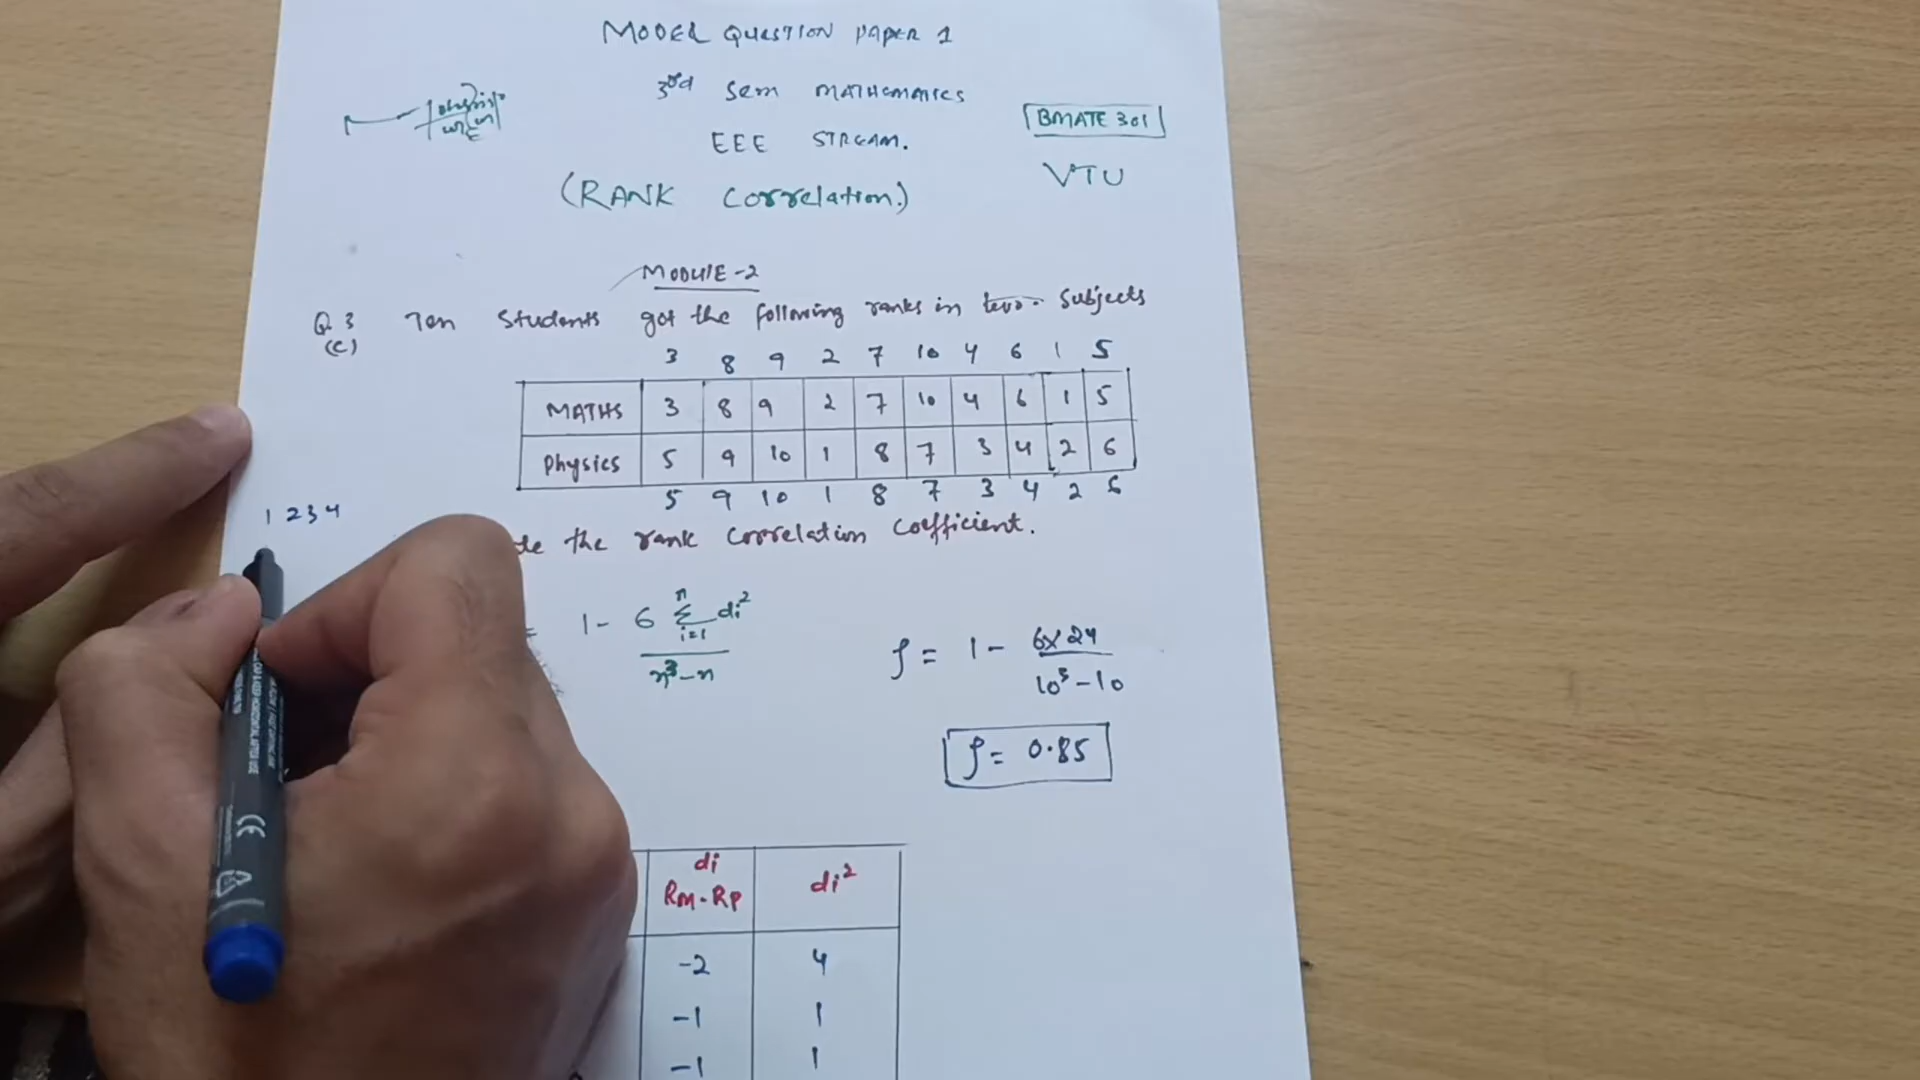 MODEL QUESTION PAPER 1
3rd Sem MATHEMATICS
BMATE 301
EEE STREAM.
VTU
(RANK Correlation.)
MODULE-2
Q.3 Ten Students got the following ranks in two Subjects
(C)
3 8 9 2 7 10 4 6 1 5
MATHS 3 8 9 2 7 10 4 6 1 5
Physics 5 9 10 1 8 7 3 4 2 6
5 9 10 1 8 7 3 4 2 6
1 2 3 4
the rank correlation coefficient.
= 1 - 6 n Σ i=1 di²
n³-n
ρ = 1 - 6x24
10³-10
ρ = 0.85
di
Rm-Rp di²
-2 4
-1 1
-1 1